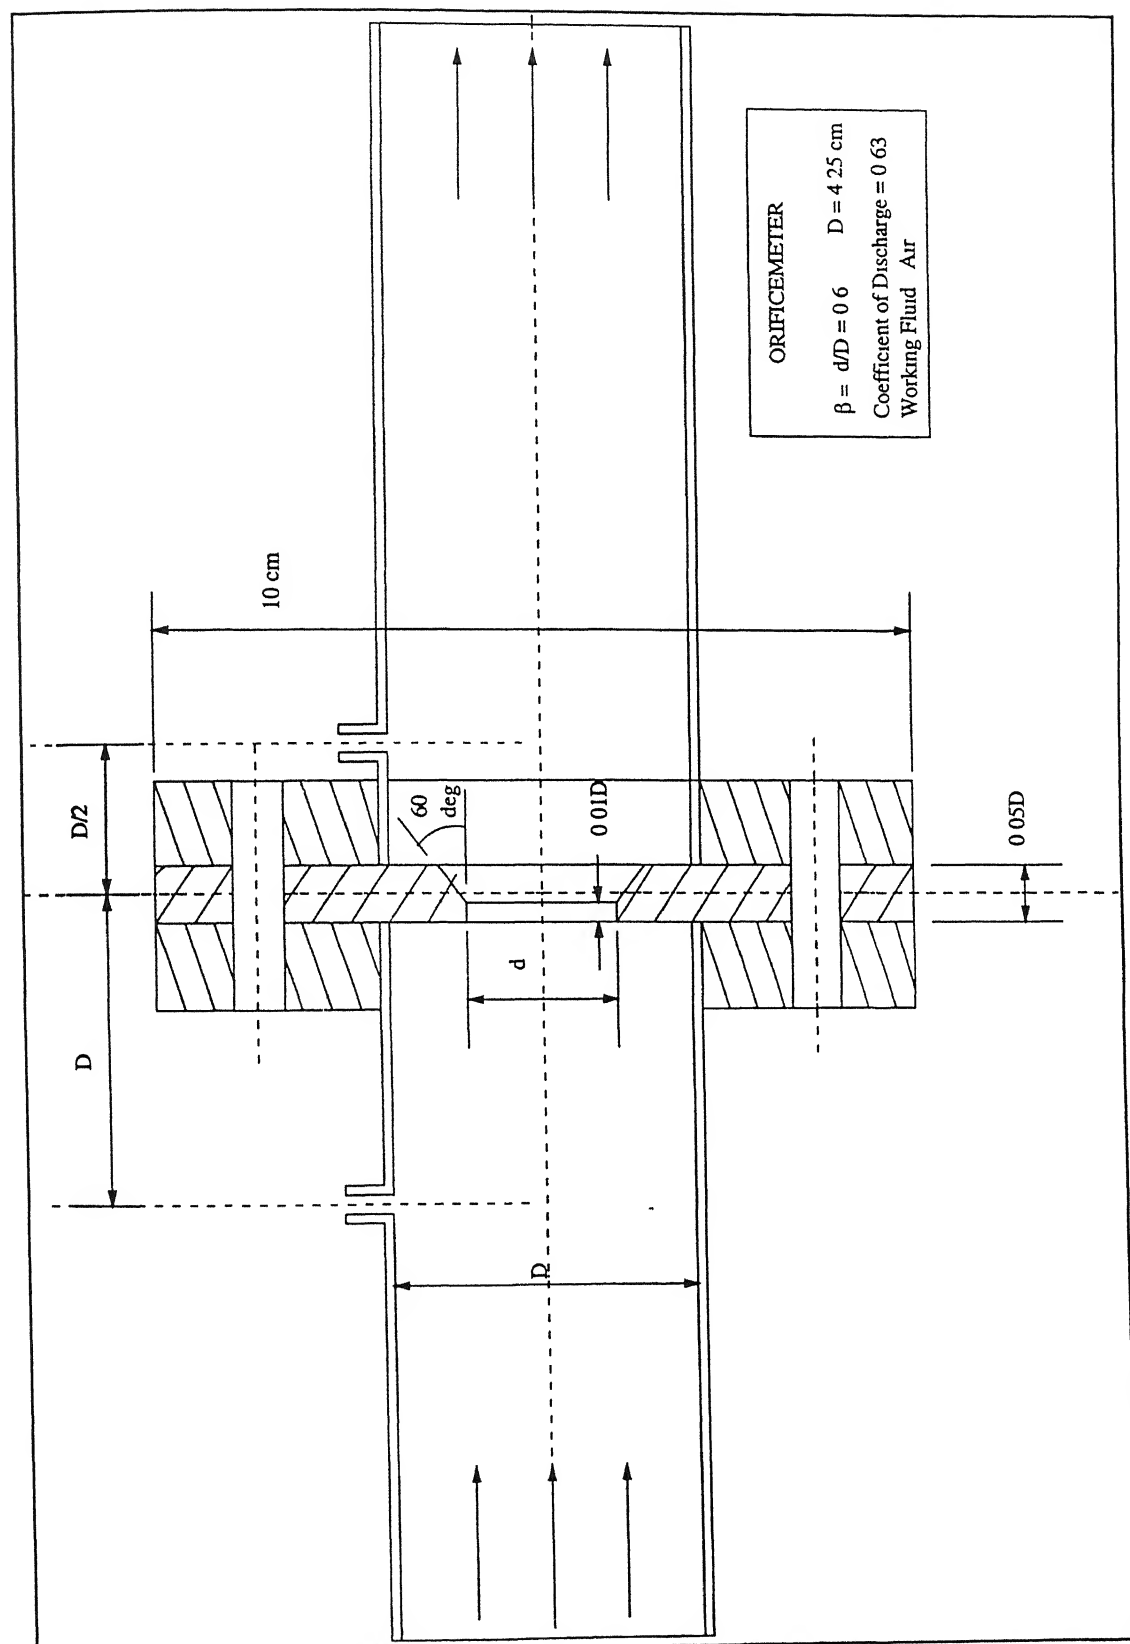 D/2
D
10 cm
60
deg
0 01D
d
D
0 05D
ORIFICEMETER
β = d/D = 0 6 D = 4 25 cm
Coefficient of Discharge = 0 63
Working Fluid Air